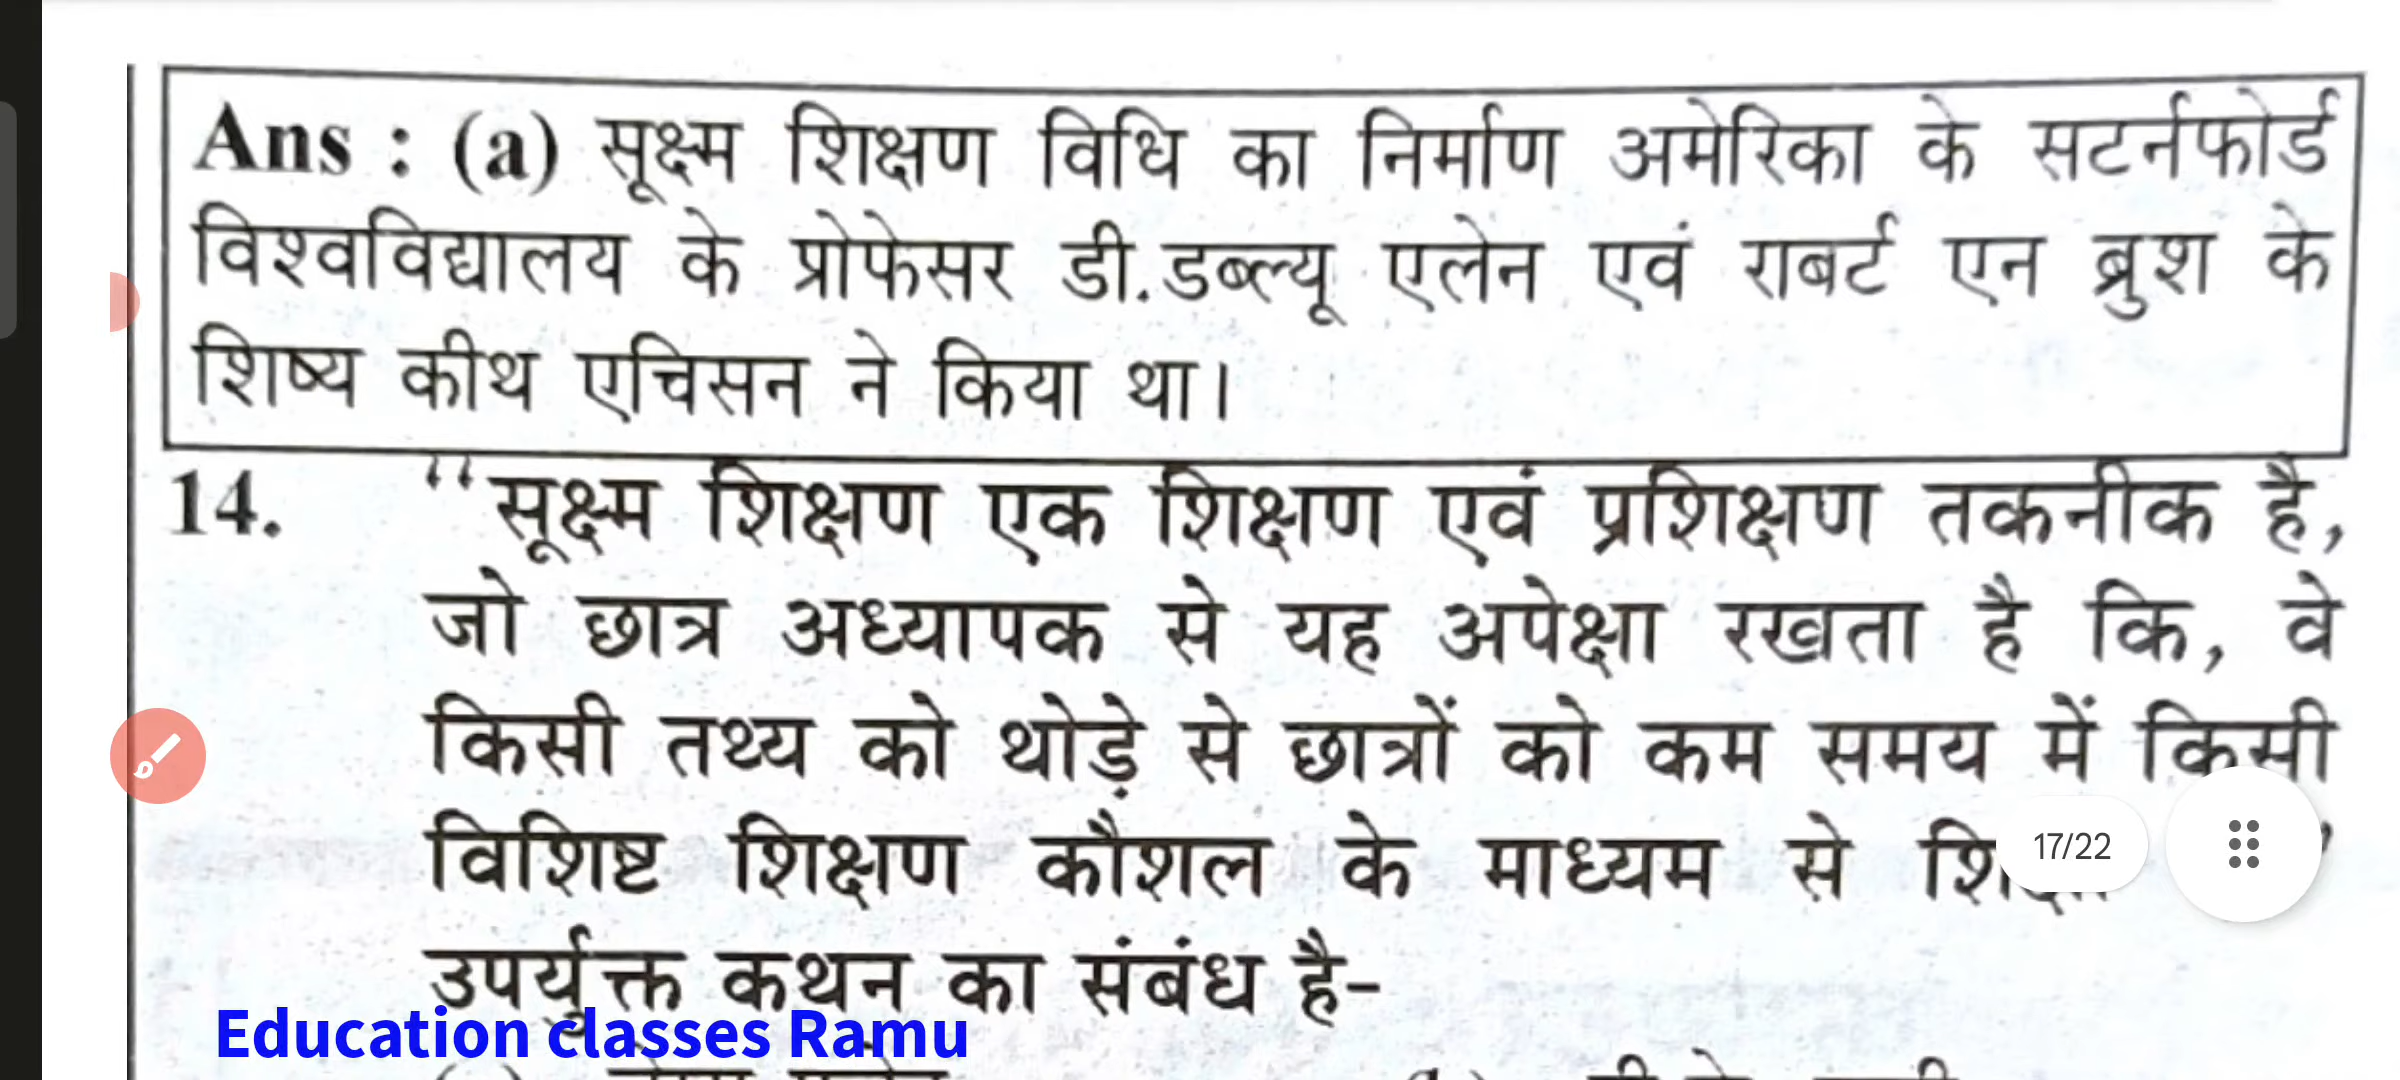 Ans : (a) सूक्ष्म शिक्षण विधि का निर्माण अमेरिका के सटर्नफोर्ड
विश्वविद्यालय के प्रोफेसर डी.डब्ल्यू एलेन एवं राबर्ट एन ब्रुश के
शिष्य कीथ एचिसन ने किया था।
14. “सूक्ष्म शिक्षण एक शिक्षण एवं प्रशिक्षण तकनीक है,
जो छात्र अध्यापक से यह अपेक्षा रखता है कि, वे
किसी तथ्य को थोड़े से छात्रों को कम समय में किसी
विशिष्ट शिक्षण कौशल के माध्यम से
17/22
उपर्युक्त कथन का संबंध है-
Education classes Ramu